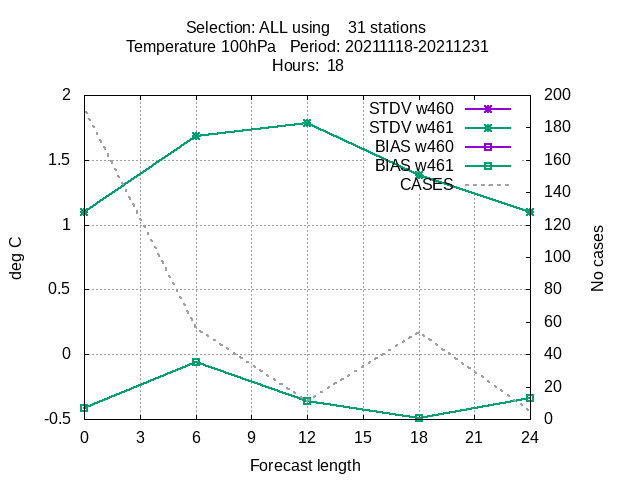 Selection: ALL using 31 stations
Temperature 100hPa Period: 20211118-20211231
Hours: 18
STDV w460
STDV w461
BIAS w460
BIAS w461
CASES
2
1.5
1
0.5
0
-0.5
deg C
200
180
160
140
120
100
80
60
40
20
0
No cases
0 3 6 9 12 15 18 21 24
Forecast length